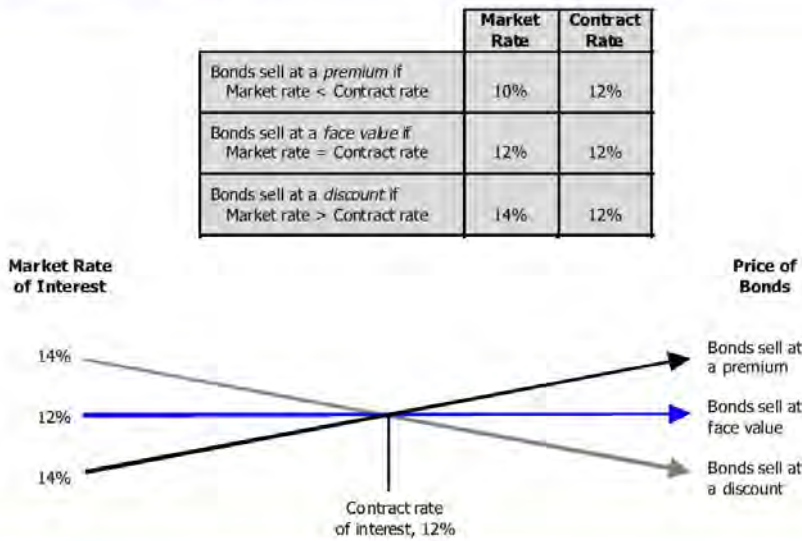 Market Rate
Contract Rate
Bonds sell at a premium if
Market rate < Contract rate
10%
12%
Bonds sell at a face value if
Market rate = Contract rate
12%
12%
Bonds sell at a discount if
Market rate > Contract rate
14%
12%
Market Rate
of Interest
Price of
Bonds
14%
Bonds sell at
a premium
12%
Bonds sell at
face value
14%
Bonds sell at
a discount
Contract rate
of interest, 12%